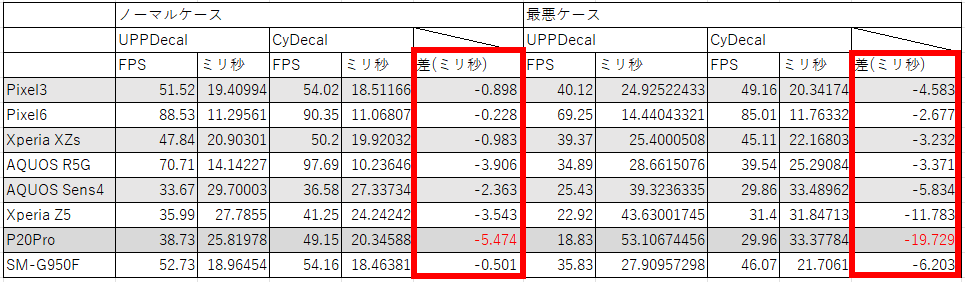 ノーマルケース 最悪ケース
UPPDecal CyDecal UPPDecal CyDecal
FPS ミリ秒 FPS ミリ秒 差(ミリ秒) FPS ミリ秒 FPS ミリ秒 差(ミリ秒)
Pixel3 51.52 19.40994 54.02 18.51166 -0.898 40.12 24.92522433 49.16 20.34174 -4.583
Pixel6 88.53 11.29561 90.35 11.06807 -0.228 69.25 14.44043321 85.01 11.76332 -2.677
Xperia XZs 47.84 20.90301 50.2 19.92032 -0.983 39.37 25.4000508 45.11 22.16803 -3.232
AQUOS R5G 70.71 14.14227 97.69 10.23646 -3.906 34.89 28.6615076 39.54 25.29084 -3.371
AQUOS Sens4 33.67 29.70003 36.58 27.33734 -2.363 25.43 39.3236335 29.86 33.48962 -5.834
Xperia Z5 35.99 27.7855 41.25 24.24242 -3.543 22.92 43.63001745 31.4 31.84713 -11.783
P20Pro 38.73 25.81978 49.15 20.34588 -5.474 18.83 53.10674456 29.96 33.37784 -19.729
SM-G950F 52.73 18.96454 54.16 18.46381 -0.501 35.83 27.90957298 46.07 21.7061 -6.203